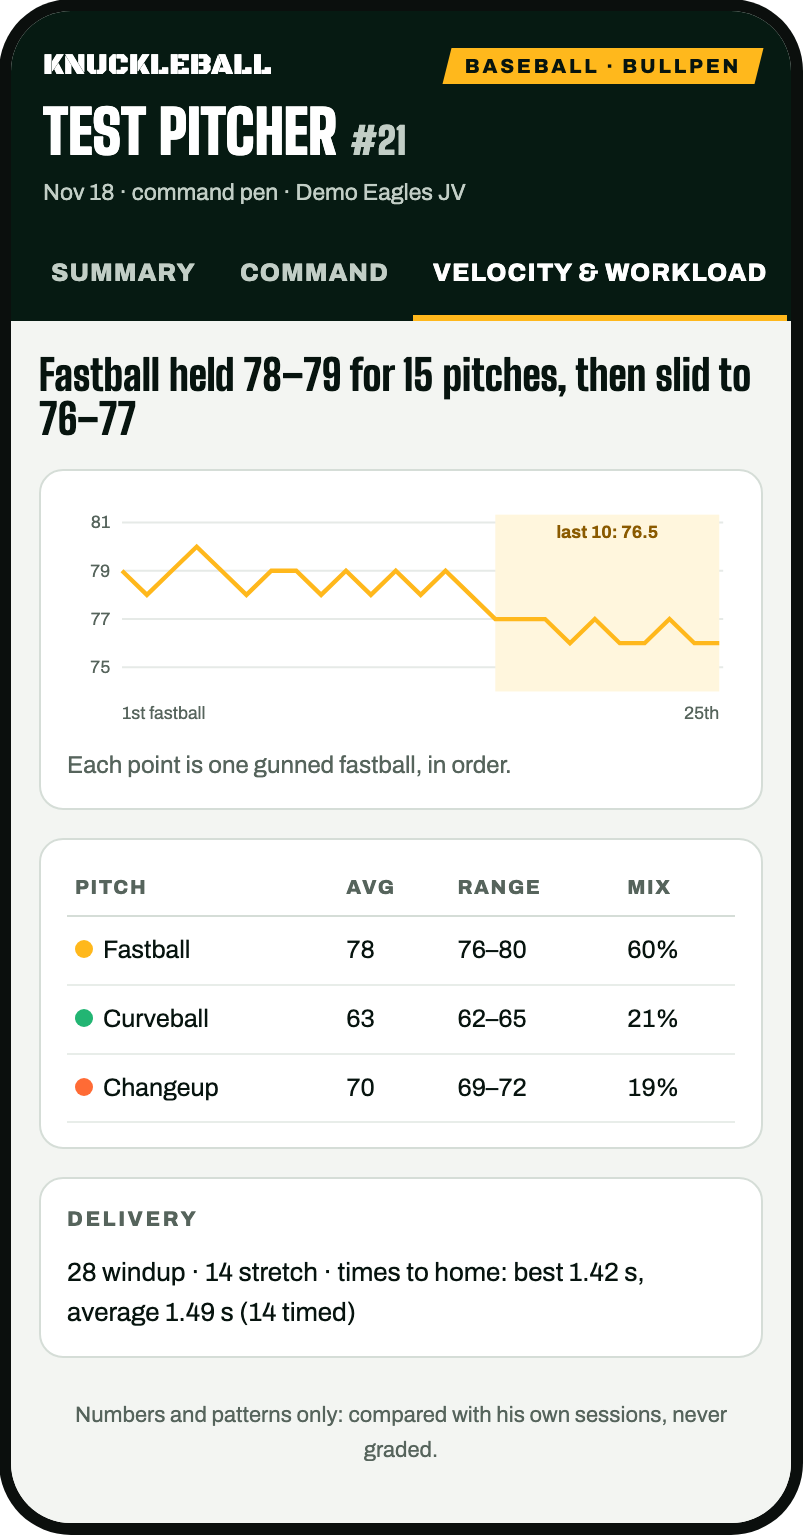 KNUCKLEBALL
BASEBALL · BULLPEN
TEST PITCHER #21
Nov 18 · command pen · Demo Eagles JV
SUMMARY COMMAND VELOCITY & WORKLOAD
Fastball held 78–79 for 15 pitches, then slid to
76–77
81
last 10: 76.5
79
77
75
1st fastball 25th
Each point is one gunned fastball, in order.
PITCH AVG RANGE MIX
Fastball 78 76–80 60%
Curveball 63 62–65 21%
Changeup 70 69–72 19%
DELIVERY
28 windup · 14 stretch · times to home: best 1.42 s,
average 1.49 s (14 timed)
Numbers and patterns only: compared with his own sessions, never
graded.